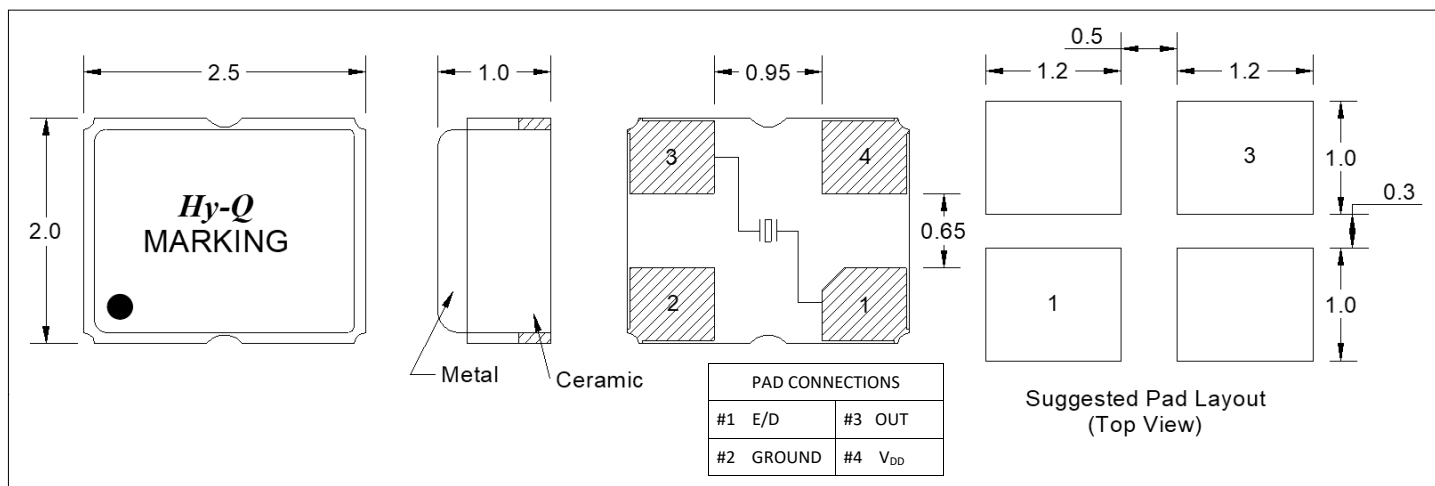 2.5
1.0
0.95
0.5
1.2
1.2
2.0
Hy-Q
MARKING
3
4
0.65
2
1
3
1.0
0.3
1
1.0
Metal
Ceramic
PAD CONNECTIONS
#1 E/D
#3 OUT
#2 GROUND
#4 VDD
Suggested Pad Layout
(Top View)